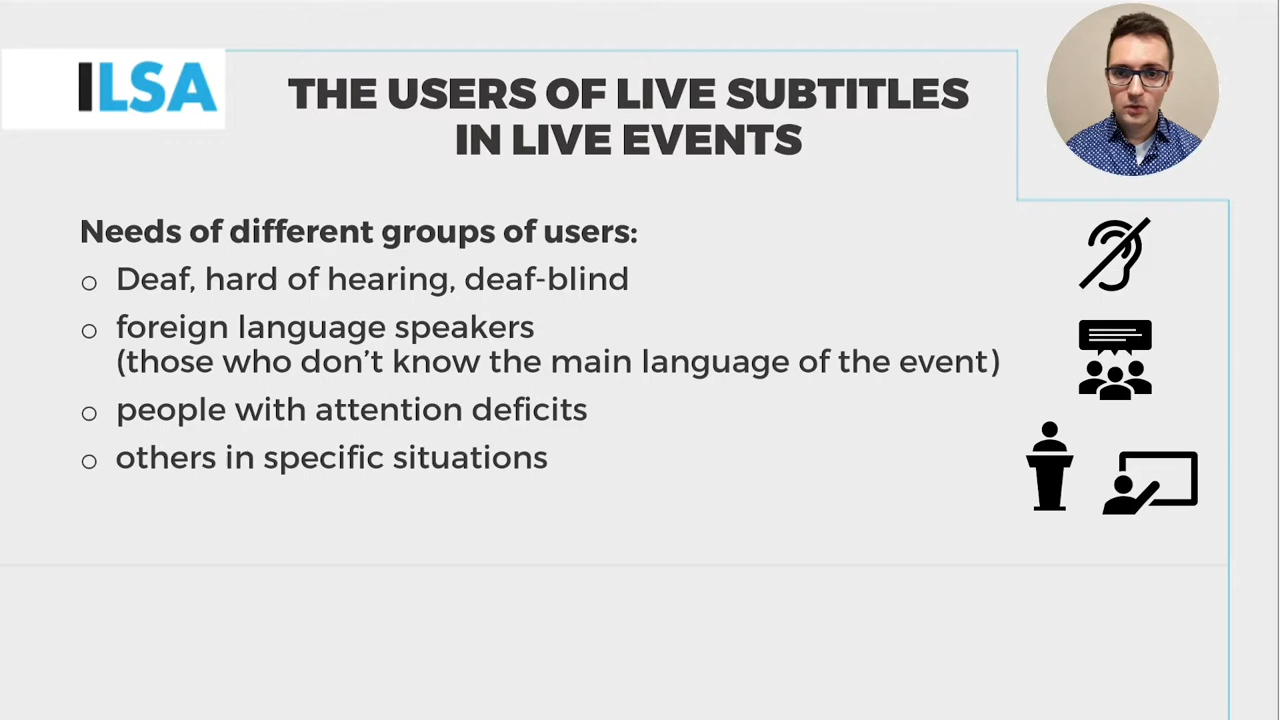 ILSA
THE USERS OF LIVE SUBTITLES
IN LIVE EVENTS
Needs of different groups of users:
o Deaf, hard of hearing, deaf-blind
o foreign language speakers
(those who don’t know the main language of the event)
o people with attention deficits
o others in specific situations